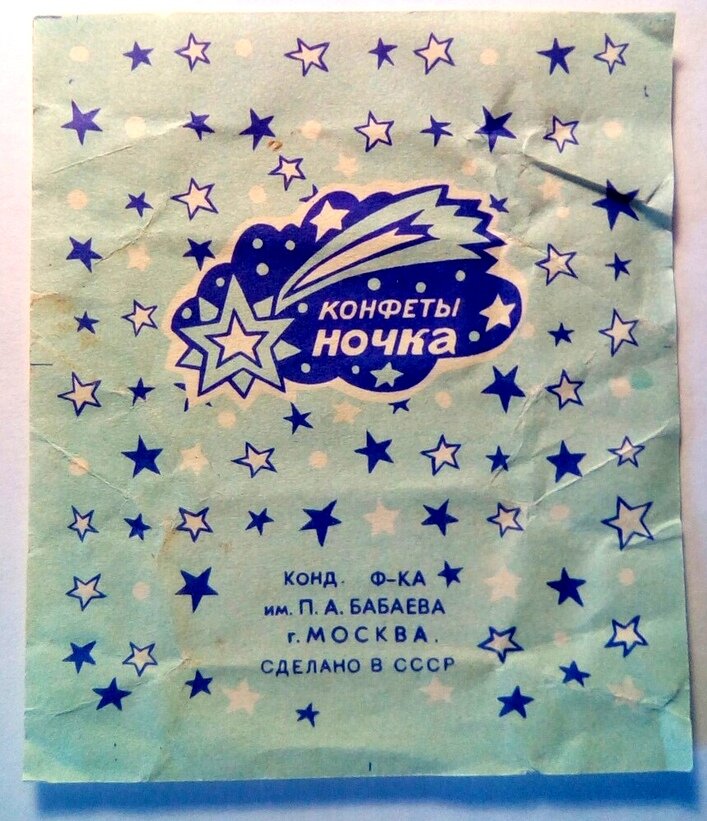 КОНФЕТЫ
НОЧКА
КОНД. Ф-КА
им. П. А. БАБАЕВА
г. МОСКВА.
СДЕЛАНО В СССР